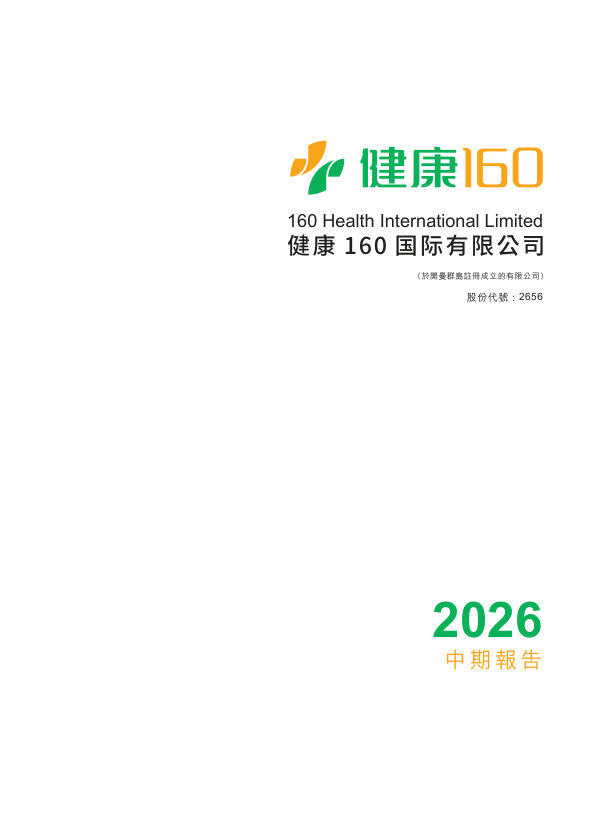 健康160
160 Health International Limited
健康 160 国际有限公司
（於開曼群島註冊成立的有限公司）
股份代號：2656
2026
中期報告